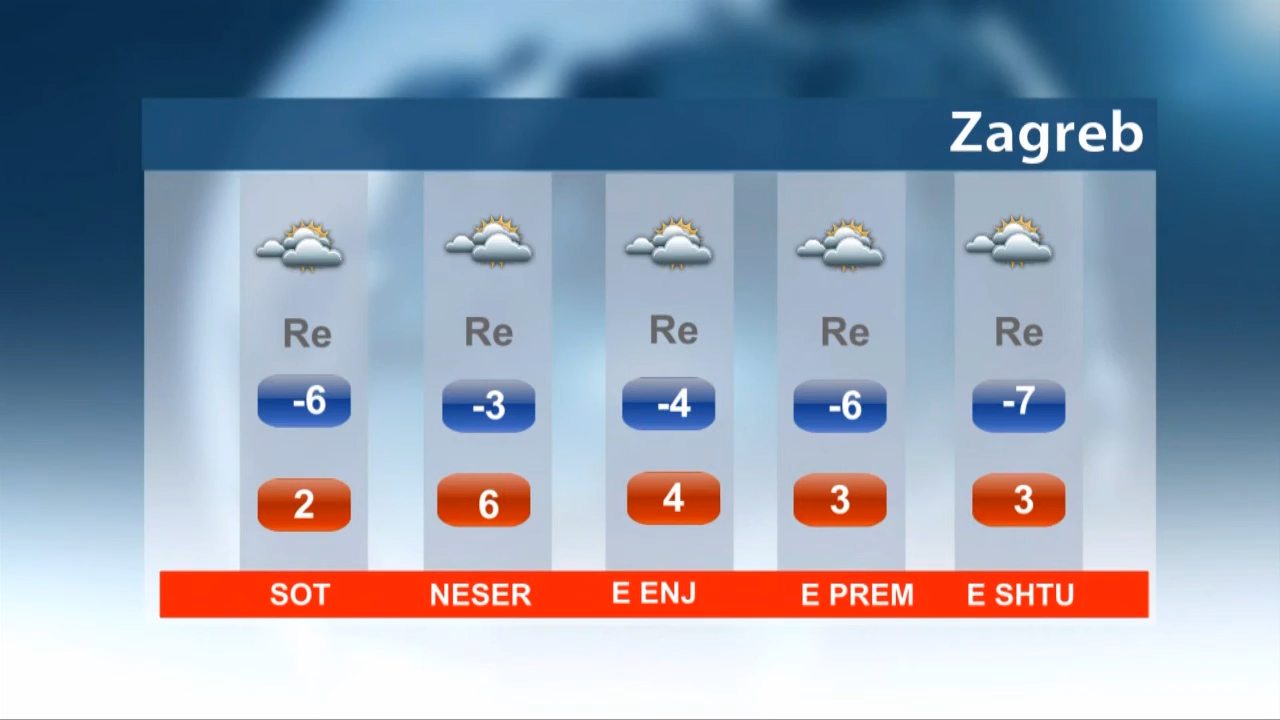 Zagreb
Re Re Re Re Re
-6 -3 -4 -6 -7
2 6 4 3 3
SOT NESER E ENJ E PREM E SHTU